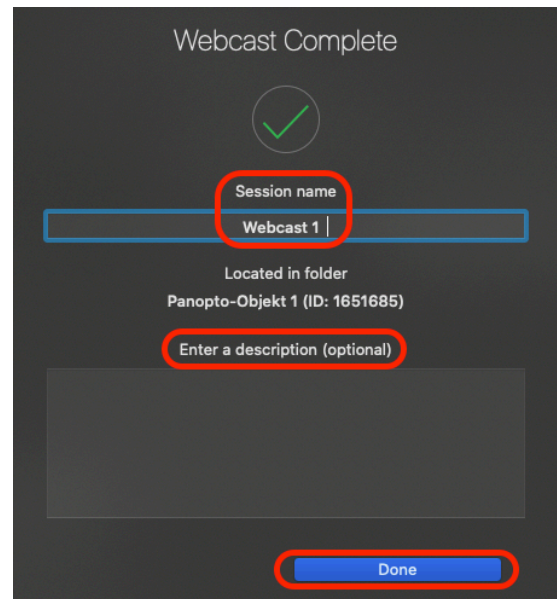 Webcast Complete
Session name
Webcast 1
Located in folder
Panopto-Objekt 1 (ID: 1651685)
Enter a description (optional)
Done